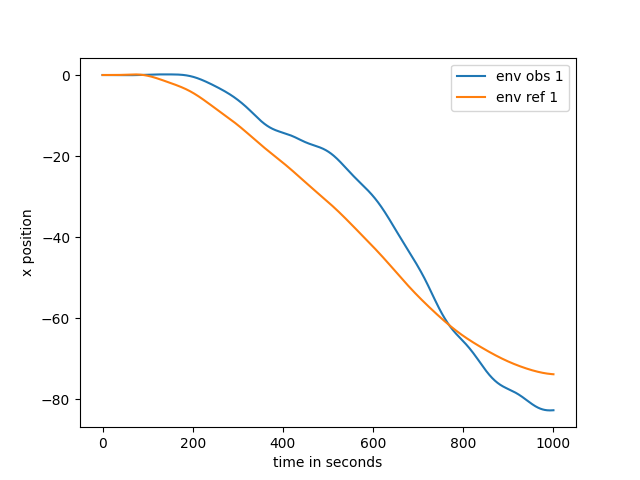 env obs 1
env ref 1
0
−20
−40
−60
−80
x position
0 200 400 600 800 1000
time in seconds